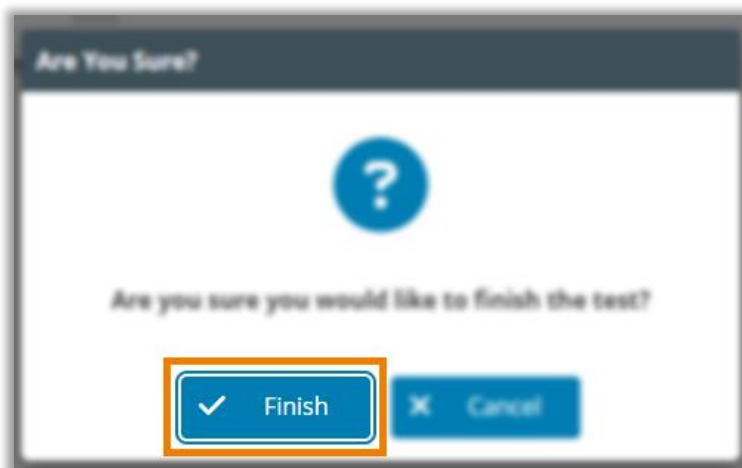 Are You Sure?
?
Are you sure you would like to finish the test?
Finish
Cancel